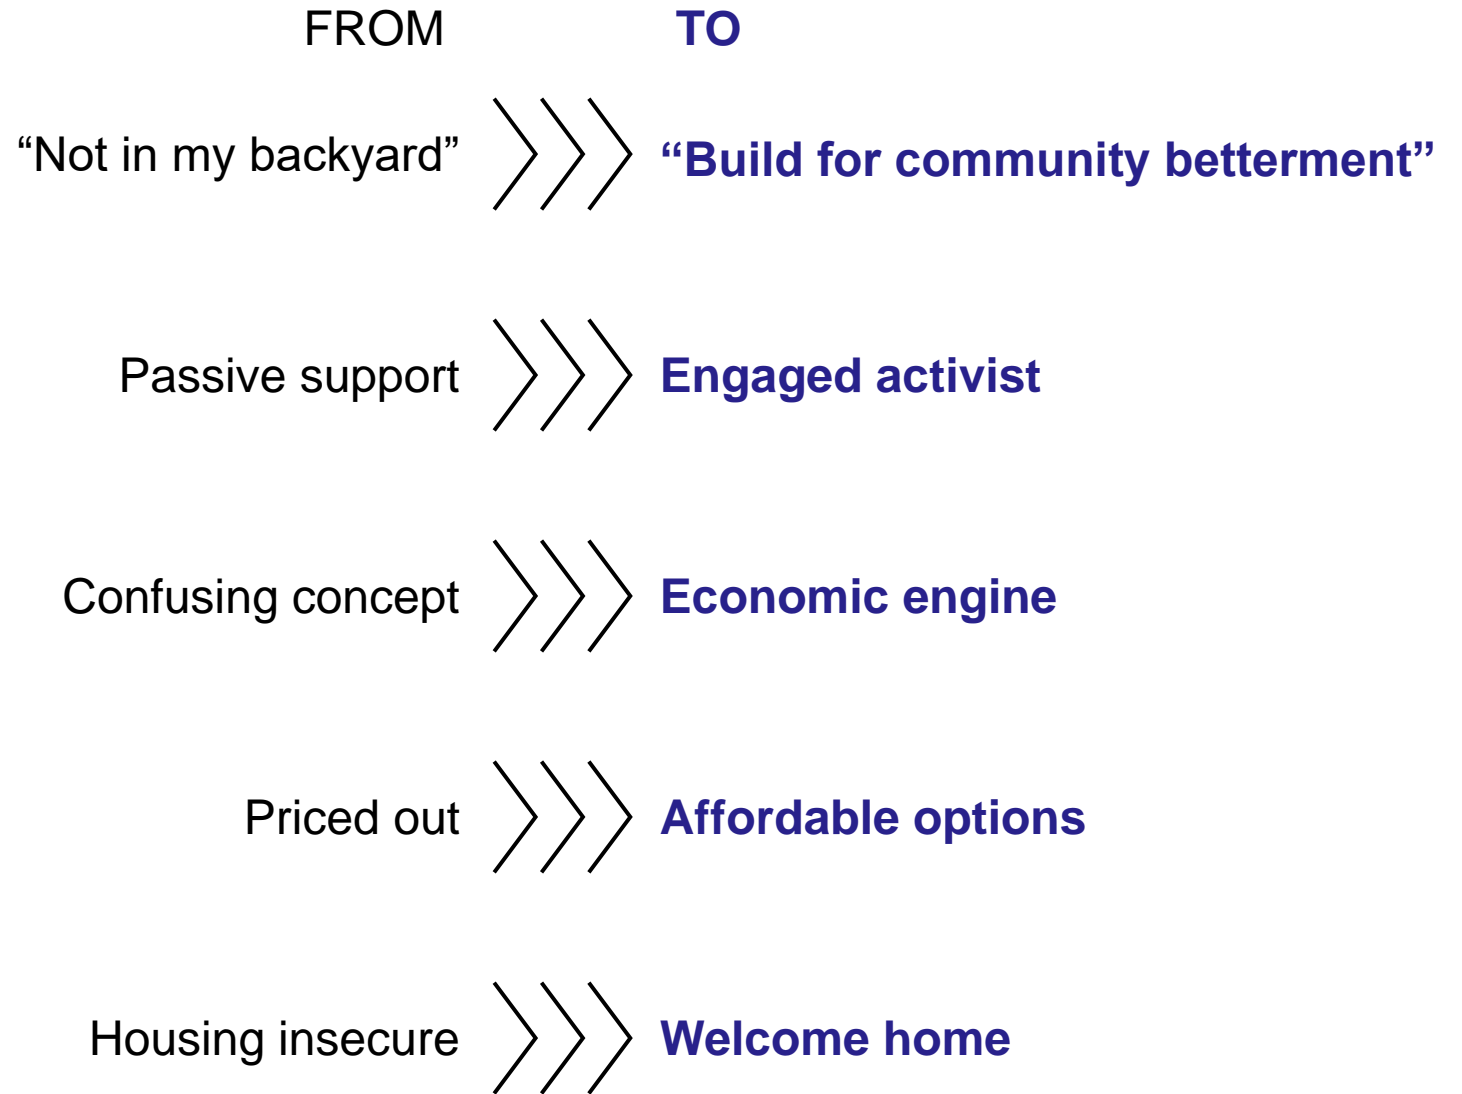 FROM TO
“Not in my backyard” “Build for community betterment”
Passive support Engaged activist
Confusing concept Economic engine
Priced out Affordable options
Housing insecure Welcome home